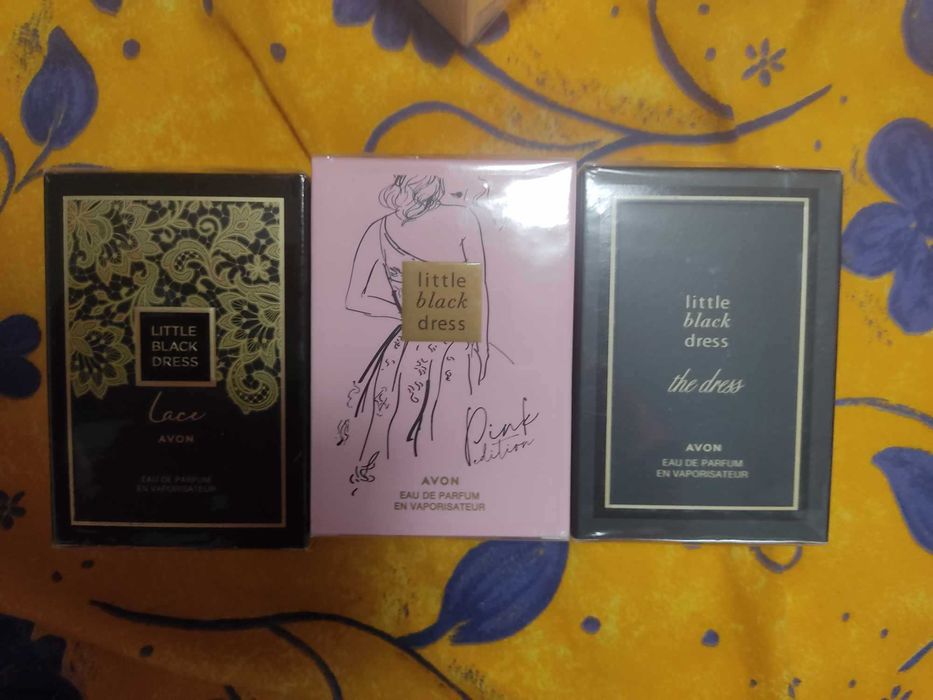 LITTLE
BLACK
DRESS
Lace
AVON
EAU DE PARFUM
EN VAPORISATEUR
little
black
dress
Pink
edition
AVON
EAU DE PARFUM
EN VAPORISATEUR
little
black
dress
the dress
AVON
EAU DE PARFUM
EN VAPORISATEUR